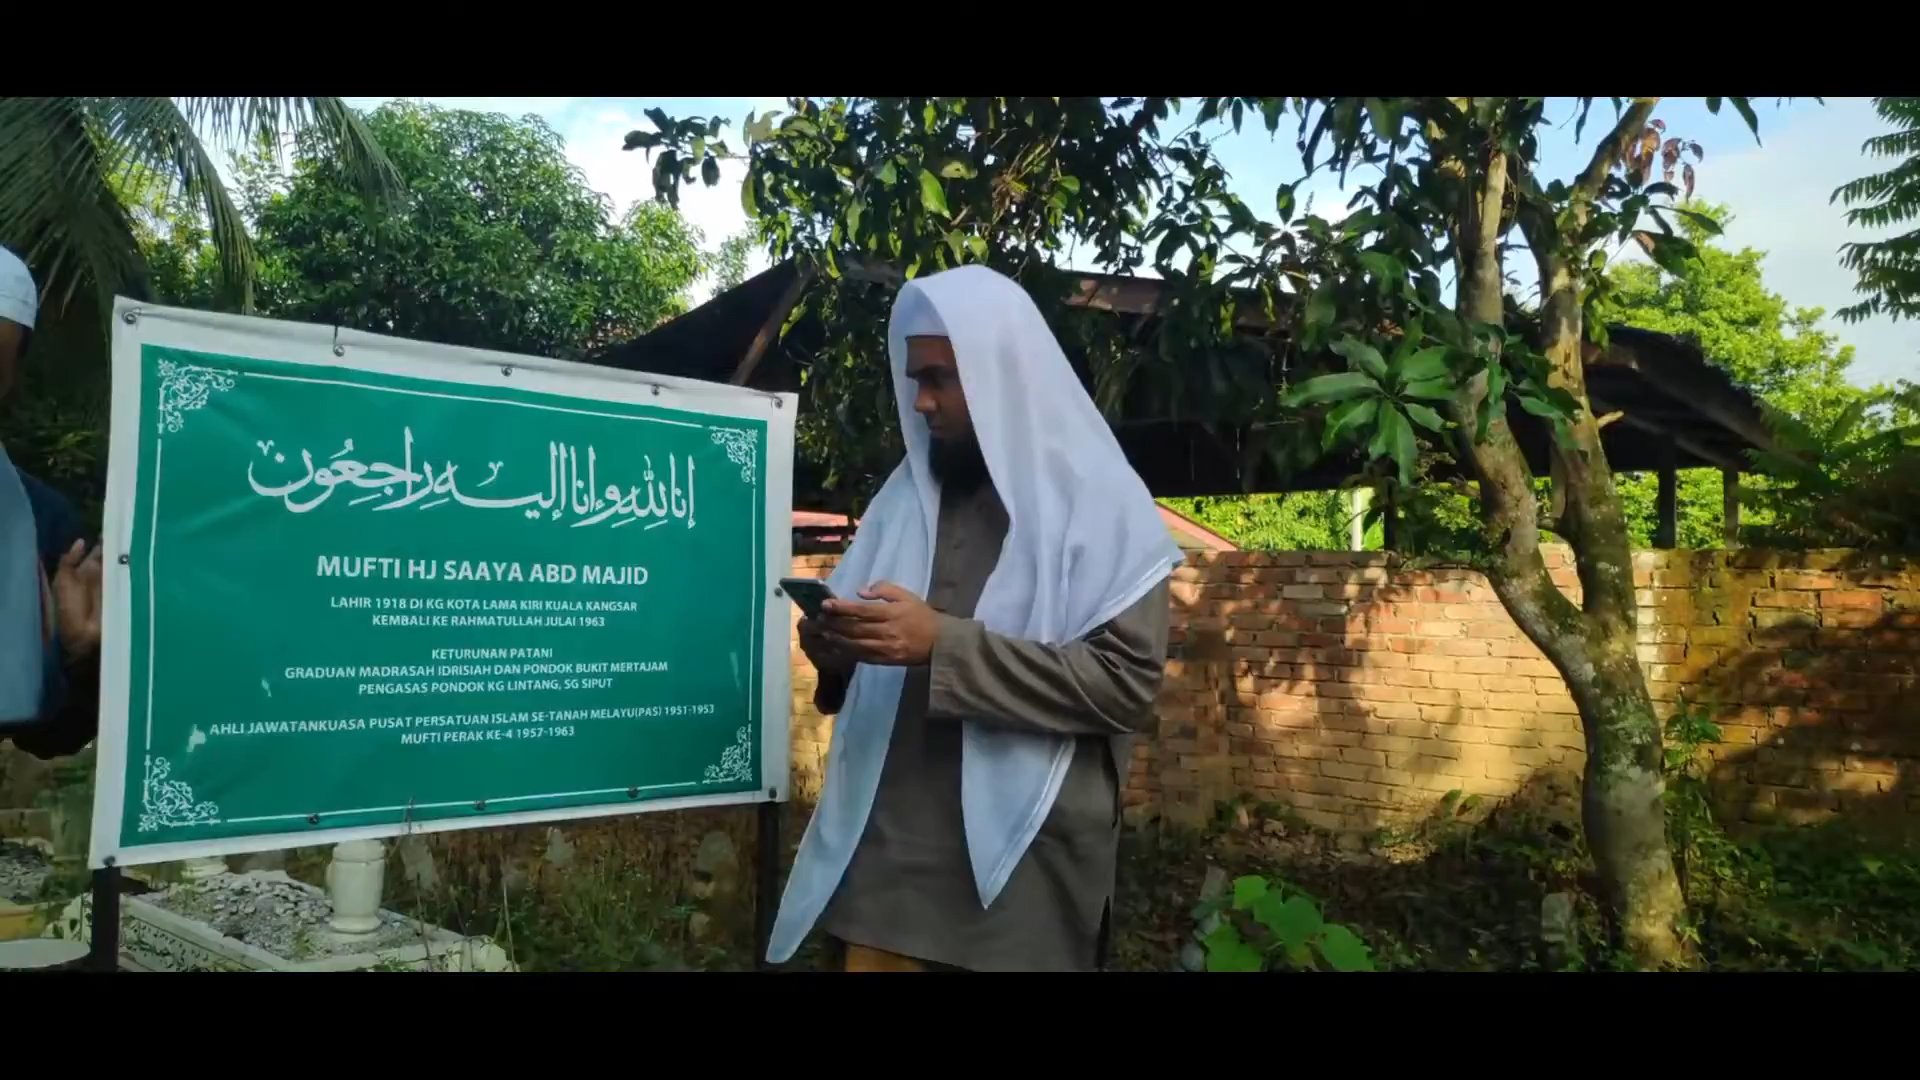 إنا لله وإنا إليه راجعون
MUFTI HJ SAAYA ABD MAJID
LAHIR 1918 DI KG KOTA LAMA KIRI KUALA KANGSAR
KEMBALI KE RAHMATULLAH JULAI 1963
KETURUNAN PATANI
GRADUAN MADRASAH IDRISIAH DAN PONDOK BUKIT MERTAJAM
PENGASAS PONDOK KG LINTANG, SG SIPUT
AHLI JAWATANKUASA PUSAT PERSATUAN ISLAM SE-TANAH MELAYU(PAS) 1951-1953
MUFTI PERAK KE-4 1957-1963